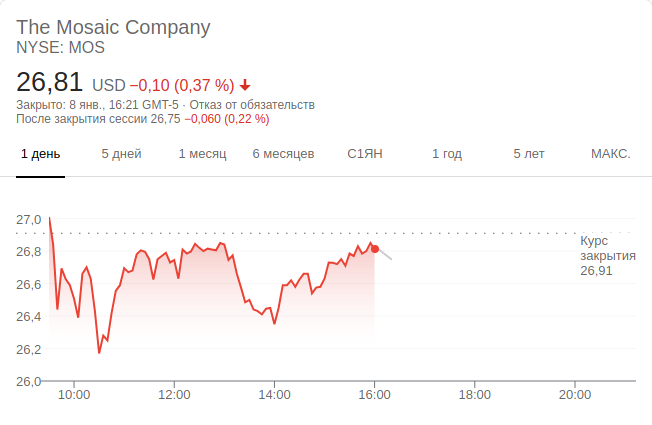 The Mosaic Company
NYSE: MOS
26,81 USD −0,10 (0,37 %)
Закрыто: 8 янв., 16:21 GMT-5 · Отказ от обязательств
После закрытия сессии 26,75 −0,060 (0,22 %)
1 день 5 дней 1 месяц 6 месяцев С1ЯН 1 год 5 лет МАКС.
27,0
26,8
26,6
26,4
26,2
26,0
Курс
закрытия
26,91
10:00 12:00 14:00 16:00 18:00 20:00